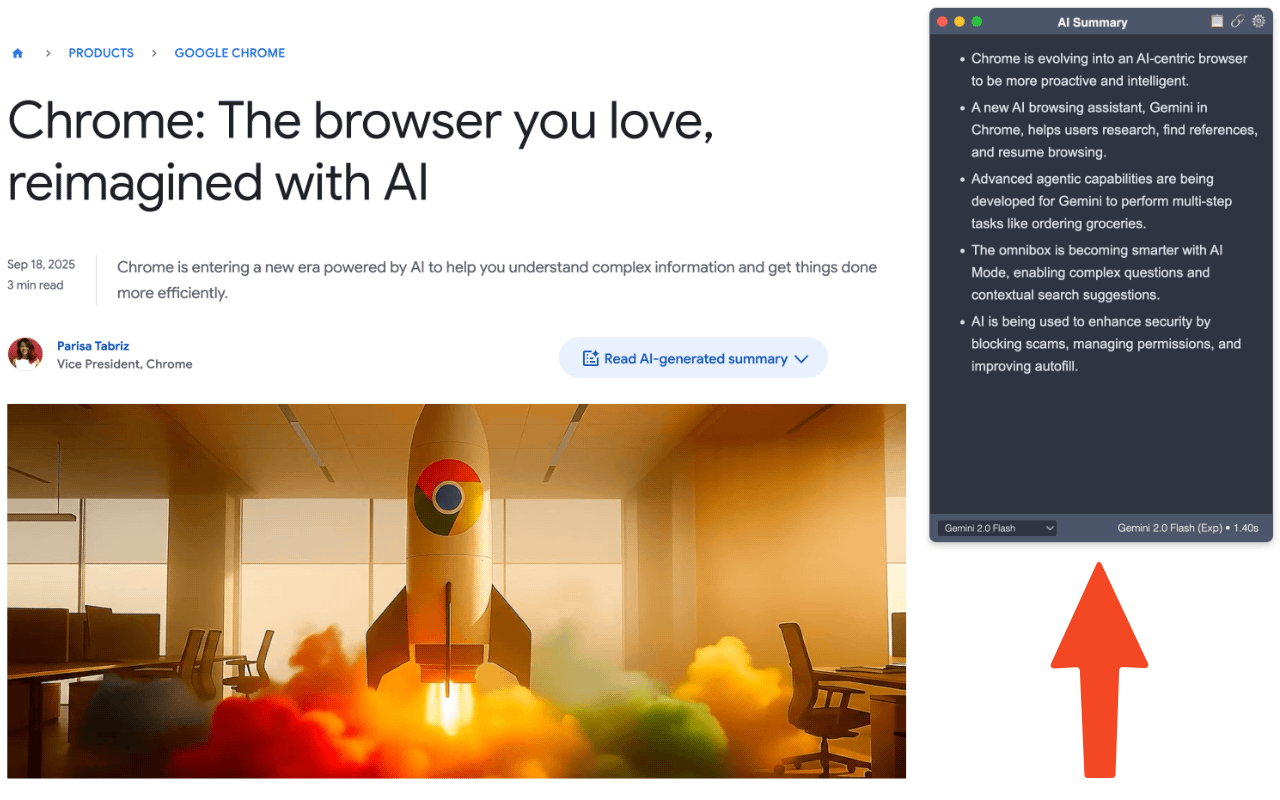 PRODUCTS
GOOGLE CHROME
Chrome: The browser you love,
reimagined with AI
Sep 18, 2025
3 min read
Chrome is entering a new era powered by AI to help you understand complex information and get things done
more efficiently.
Parisa Tabriz
Vice President, Chrome
Read AI-generated summary
AI Summary
• Chrome is evolving into an AI-centric browser
to be more proactive and intelligent.
• A new AI browsing assistant, Gemini in
Chrome, helps users research, find references,
and resume browsing.
• Advanced agentic capabilities are being
developed for Gemini to perform multi-step
tasks like ordering groceries.
• The omnibox is becoming smarter with AI
Mode, enabling complex questions and
contextual search suggestions.
• AI is being used to enhance security by
blocking scams, managing permissions, and
improving autofill.
Gemini 2.0 Flash
Gemini 2.0 Flash (Exp) • 1.40s